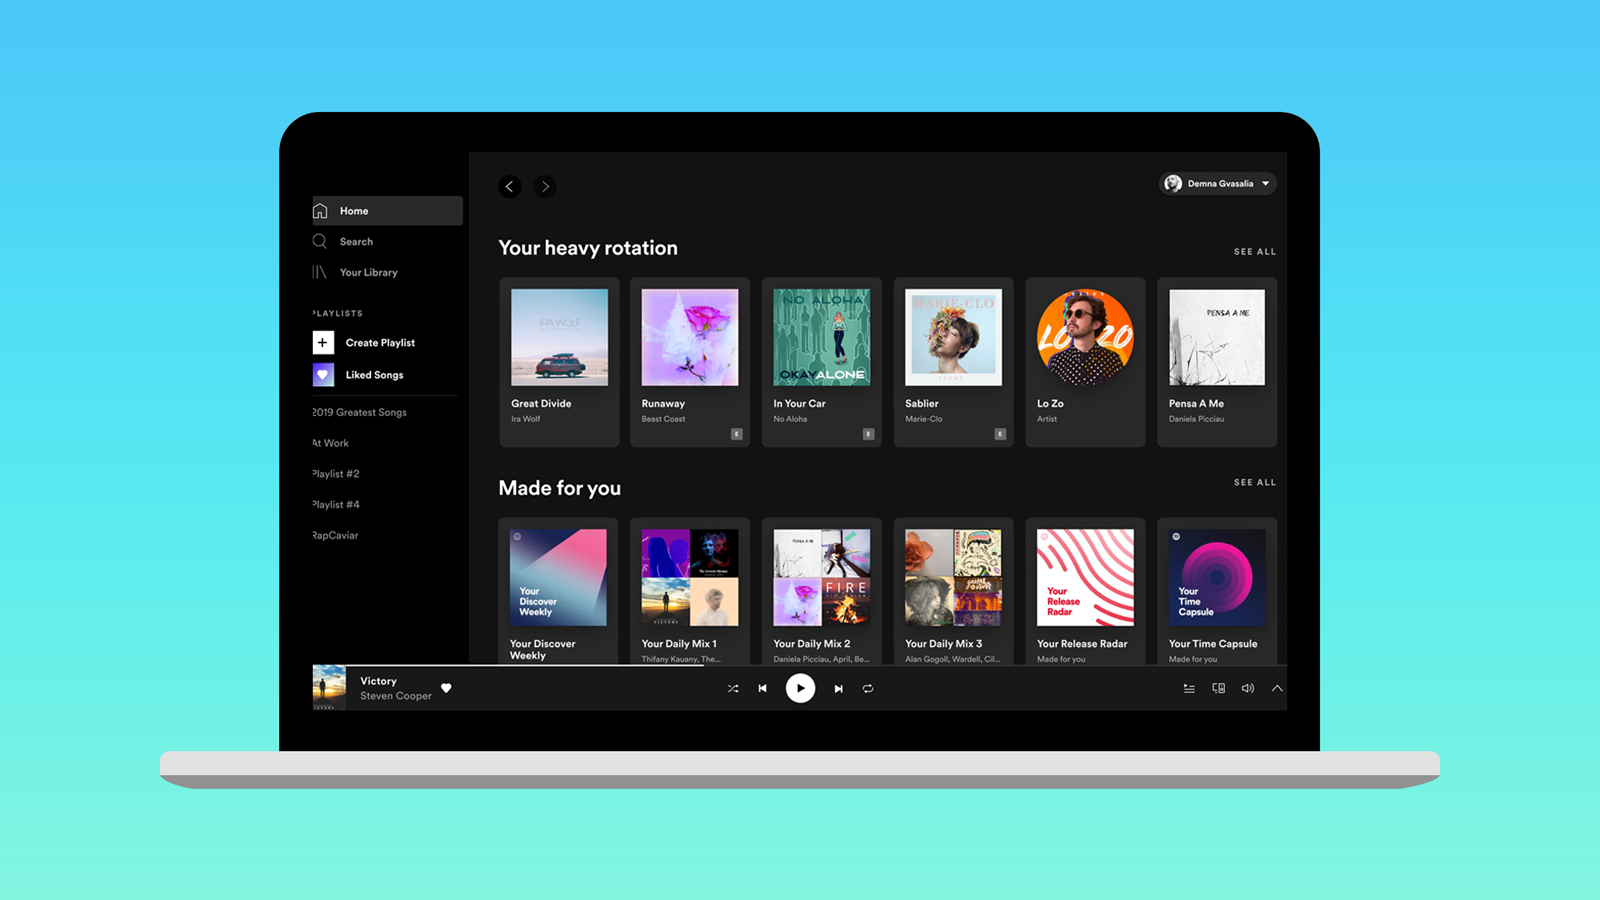 Demna Gvasalia
Home
Search
Your Library
PLAYLISTS
Create Playlist
Liked Songs
2019 Greatest Songs
At Work
Playlist #2
Playlist #4
RapCaviar
Your heavy rotation
SEE ALL
IRA WOLF
NO ALOHA
OKAYALONE
MARIE-CLO
LO ZO
PENSA A ME
Great Divide
Ira Wolf
Runaway
Beast Coast
E
In Your Car
No Aloha
E
Sablier
Marie-Clo
E
Lo Zo
Artist
Pensa A Me
Daniela Picciau
Made for you
SEE ALL
Your
Discover
Weekly
VICTORY
PENSA A ME
FIRE
Your
Release
Radar
Your
Time
Capsule
Your Discover
Weekly
Your Daily Mix 1
Thifany Kauany, The...
Your Daily Mix 2
Daniela Picciau, April, Be...
Your Daily Mix 3
Alan Gogoll, Wardell, Cil...
Your Release Radar
Made for you
Your Time Capsule
Made for you
VICTORY
Victory
Steven Cooper